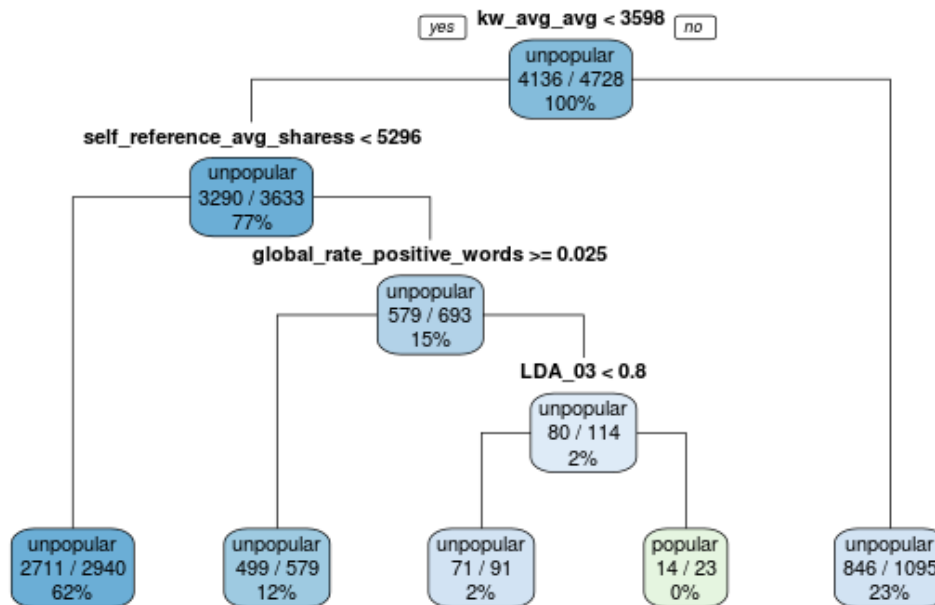 kw_avg_avg < 3598
yes
no
unpopular
4136 / 4728
100%
self_reference_avg_sharess < 5296
unpopular
3290 / 3633
77%
global_rate_positive_words >= 0.025
unpopular
579 / 693
15%
LDA_03 < 0.8
unpopular
80 / 114
2%
unpopular
2711 / 2940
62%
unpopular
499 / 579
12%
unpopular
71 / 91
2%
popular
14 / 23
0%
unpopular
846 / 1095
23%